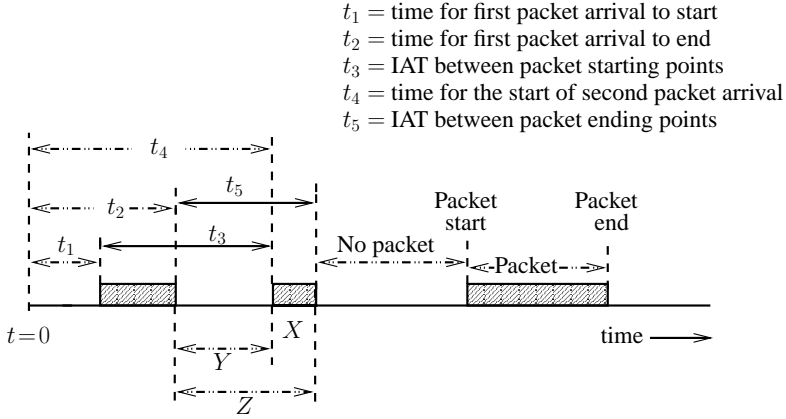 t₁ = time for first packet arrival to start
t₂ = time for first packet arrival to end
t₃ = IAT between packet starting points
t₄ = time for the start of second packet arrival
t₅ = IAT between packet ending points
t₄
t₅
t₂
Packet start
Packet end
t₁
t₃
No packet
Packet
t=0
X
time
Y
Z